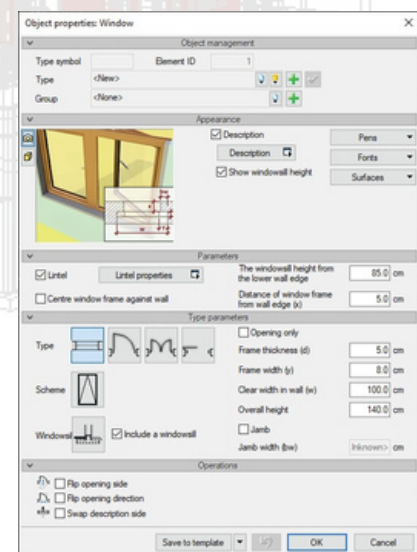 Object properties: Window
Object management
Type symbol Element ID 1
Type <New>
Group <None>
Appearance
Description Pens
Description Fonts
Show windowsill height Surfaces
Parameters
Lintel Lintel properties The windowsill height from the lower wall edge 85.0 cm
Centre window frame against wall Distance of window frame from wall edge (x) 5.0 cm
Type parameters
Type Opening only
Frame thickness (d) 5.0 cm
Frame width (y) 8.0 cm
Scheme Clear width in wall (w) 100.0 cm
Overall height 140.0 cm
Windowsill Include a windowsill Jamb
Jamb width (bw) Inknown> cm
Operations
Flip opening side
Flip opening direction
Swap description side
Save to template OK Cancel